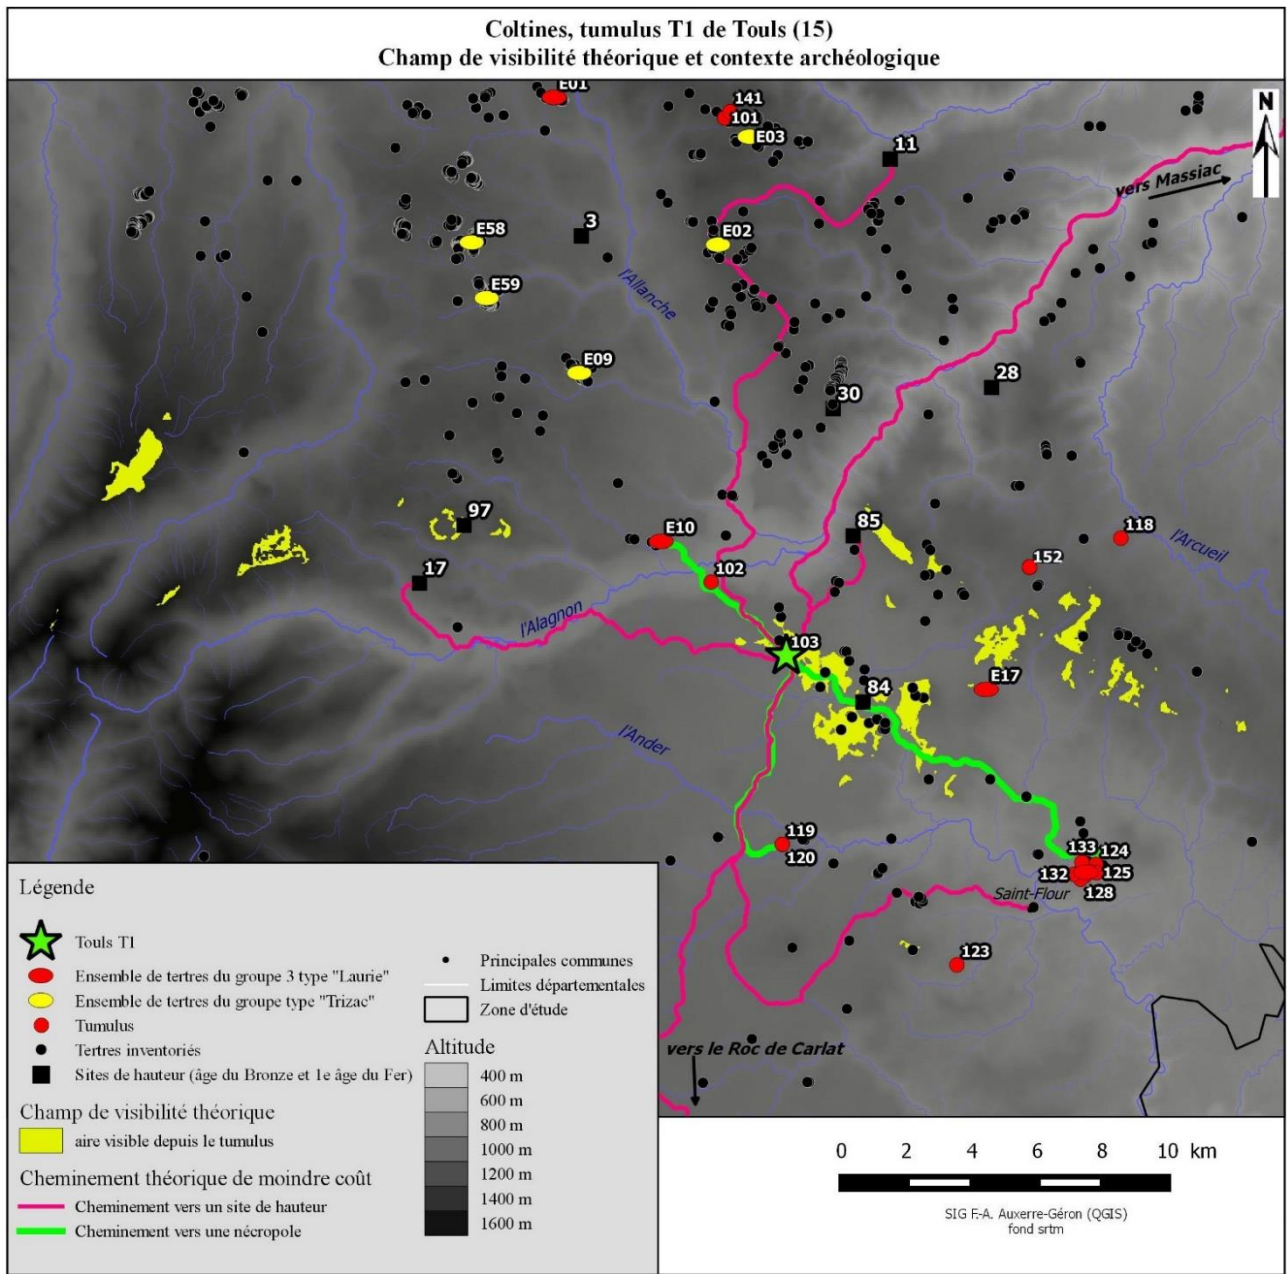 Coltines, tumulus T1 de Touls (15)
Champ de visibilité théorique et contexte archéologique
E01
141
101
E03
11
N
vers Massiac
E58
3
E02
E59
l'Allanche
E09
30
28
97
E10
85
118
17
102
152
l'Arcueil
l'Alagnon
103
E17
84
l'Ander
119
120
133
124
132
125
128
Saint-Flour
123
vers le Roc de Carlat
Légende
Touls T1
Ensemble de tertres du groupe 3 type "Laurie"
Ensemble de tertres du groupe type "Trizac"
Tumulus
Tertres inventoriés
Sites de hauteur (âge du Bronze et 1e âge du Fer)
Champ de visibilité théorique
aire visible depuis le tumulus
Cheminement théorique de moindre coût
Cheminement vers un site de hauteur
Cheminement vers une nécropole
Principales communes
Limites départementales
Zone d'étude
Altitude
400 m
600 m
800 m
1000 m
1200 m
1400 m
1600 m
0 2 4 6 8 10 km
SIG F.-A. Auxerre-Géron (QGIS)
fond srtm